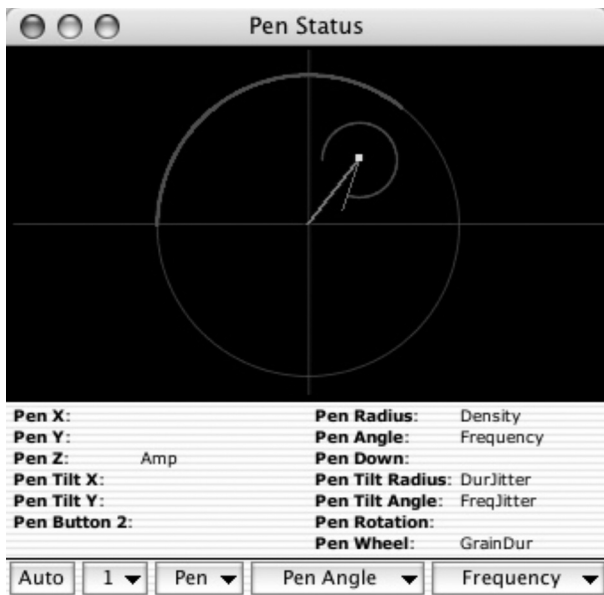 Pen Status
Pen X:
Pen Y:
Pen Z: Amp
Pen Tilt X:
Pen Tilt Y:
Pen Button 2:
Pen Radius: Density
Pen Angle: Frequency
Pen Down:
Pen Tilt Radius: DurJitter
Pen Tilt Angle: FreqJitter
Pen Rotation:
Pen Wheel: GrainDur
Auto 1 Pen Pen Angle Frequency